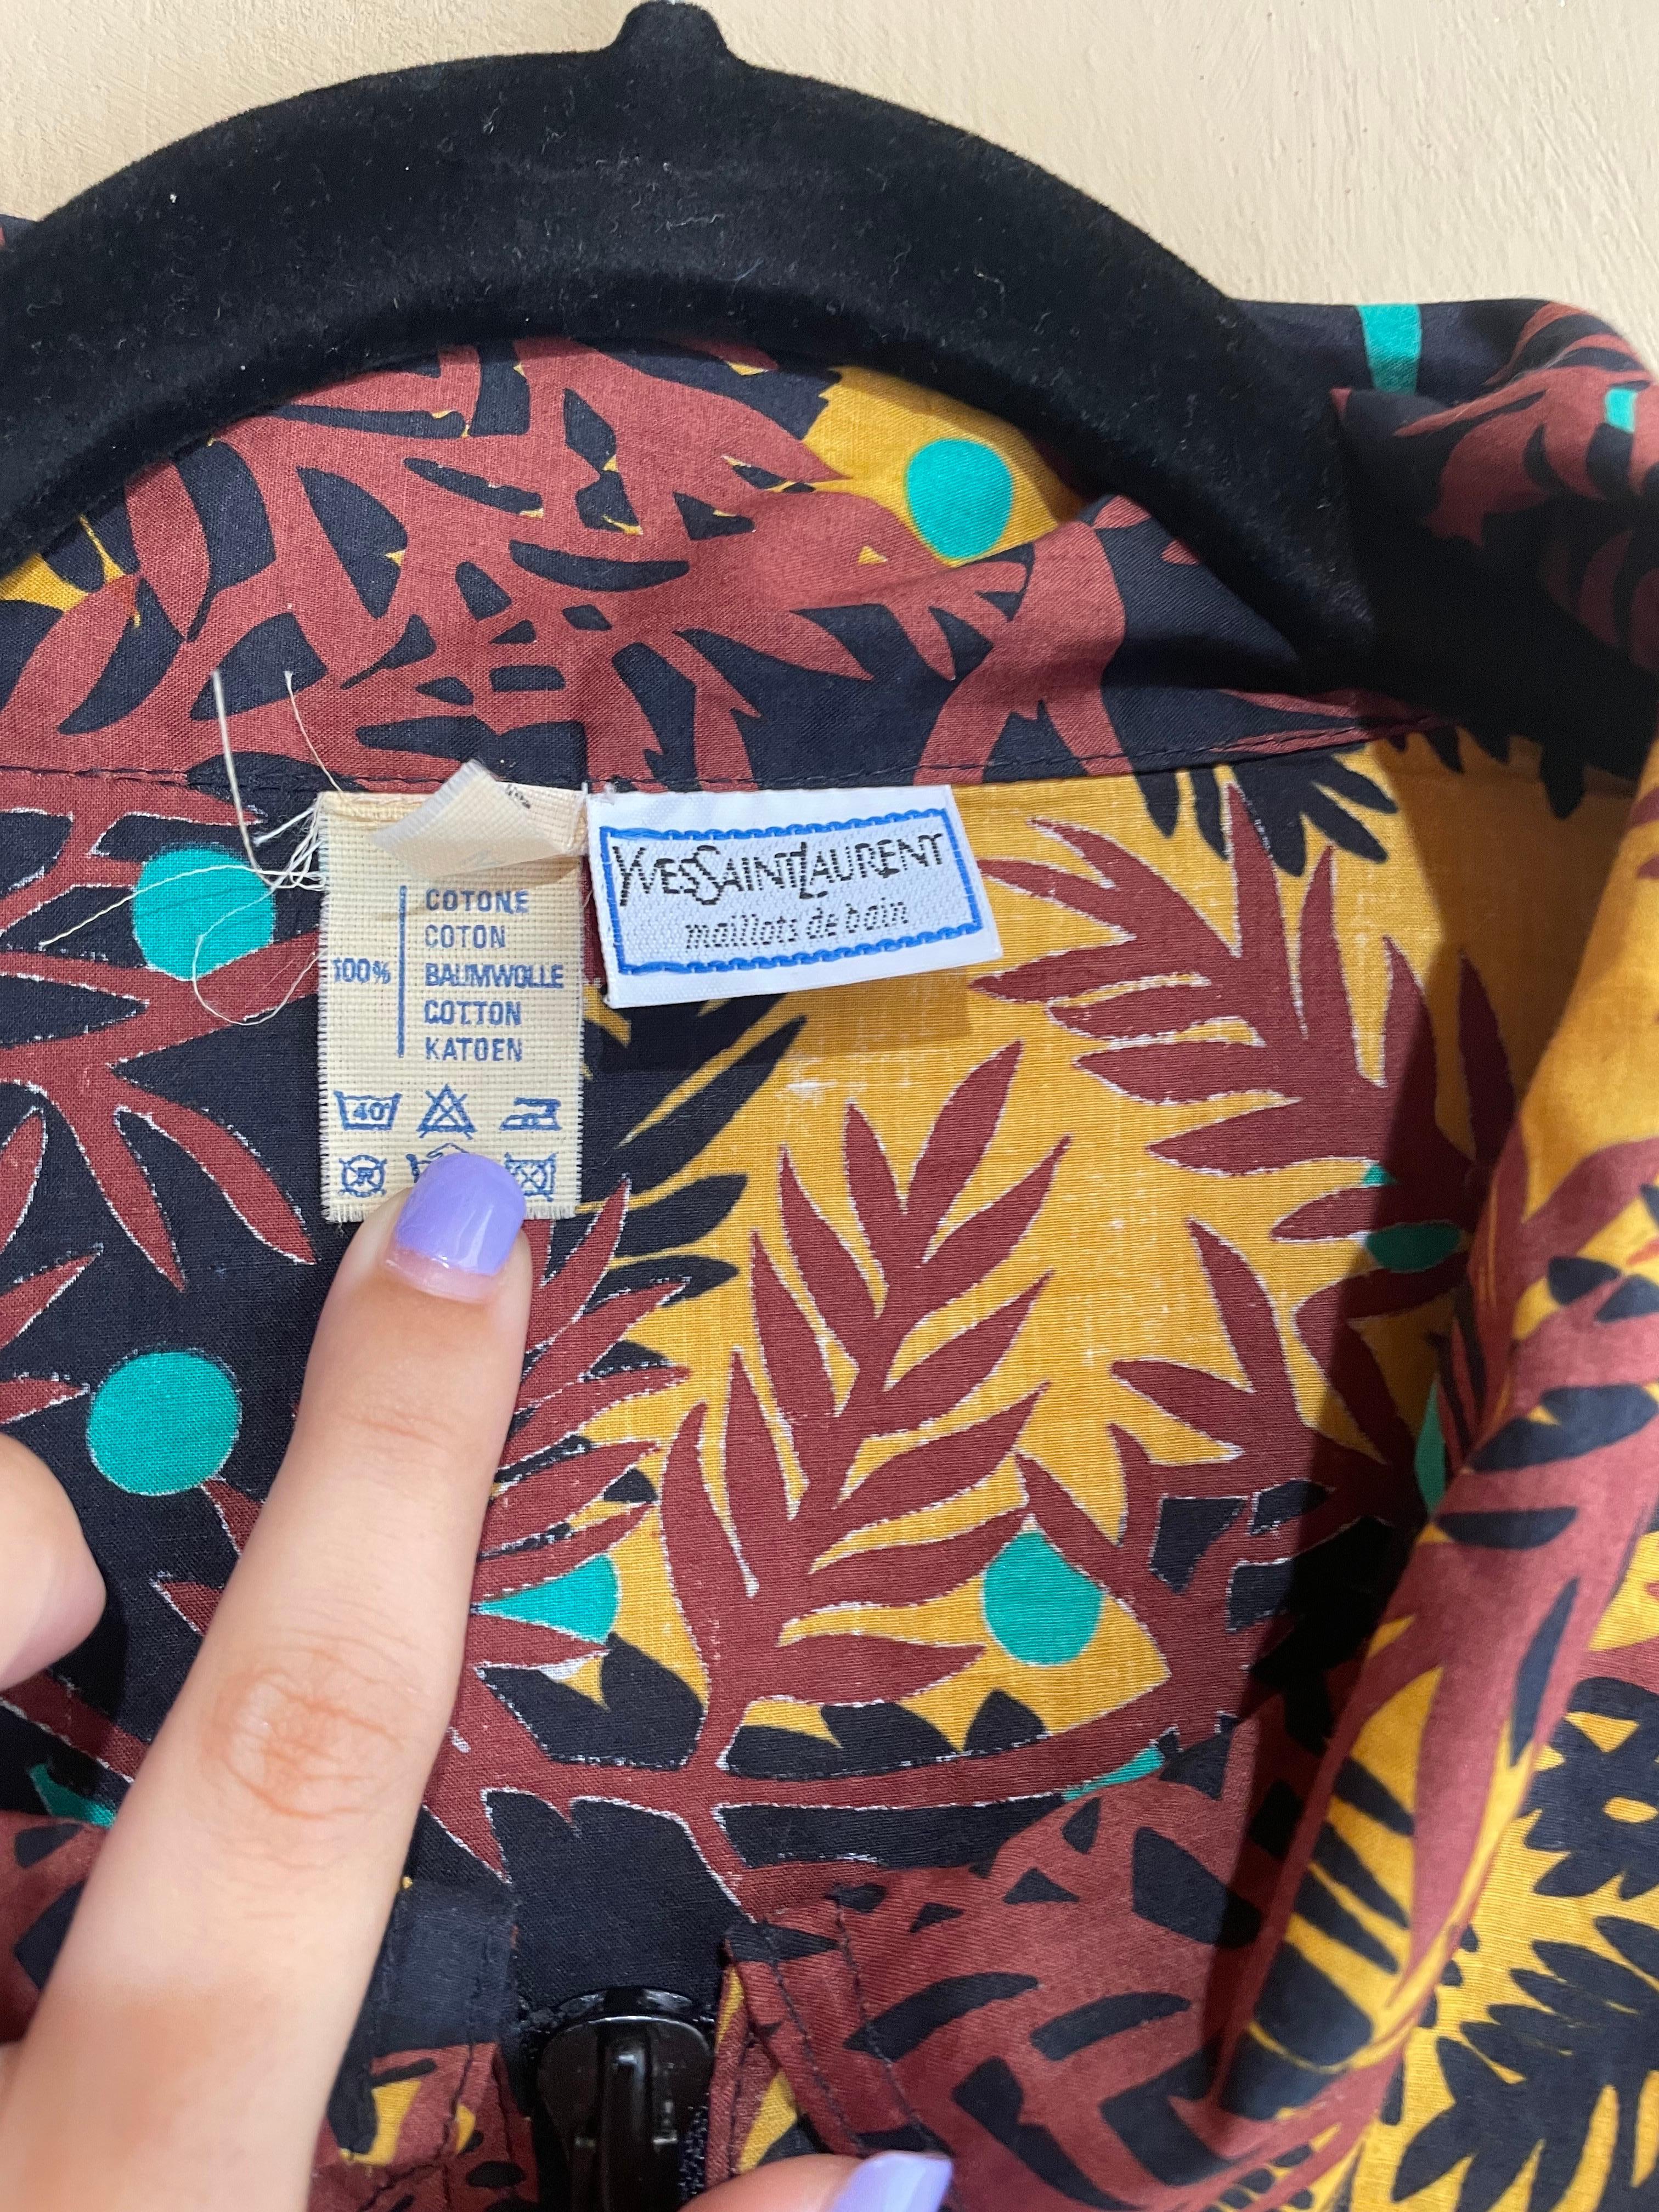 COTONE
COTON
100% BAUMWOLLE
COTTON
KATOEN
40°
R
YVESSAINTLAURENT
maillots de bain